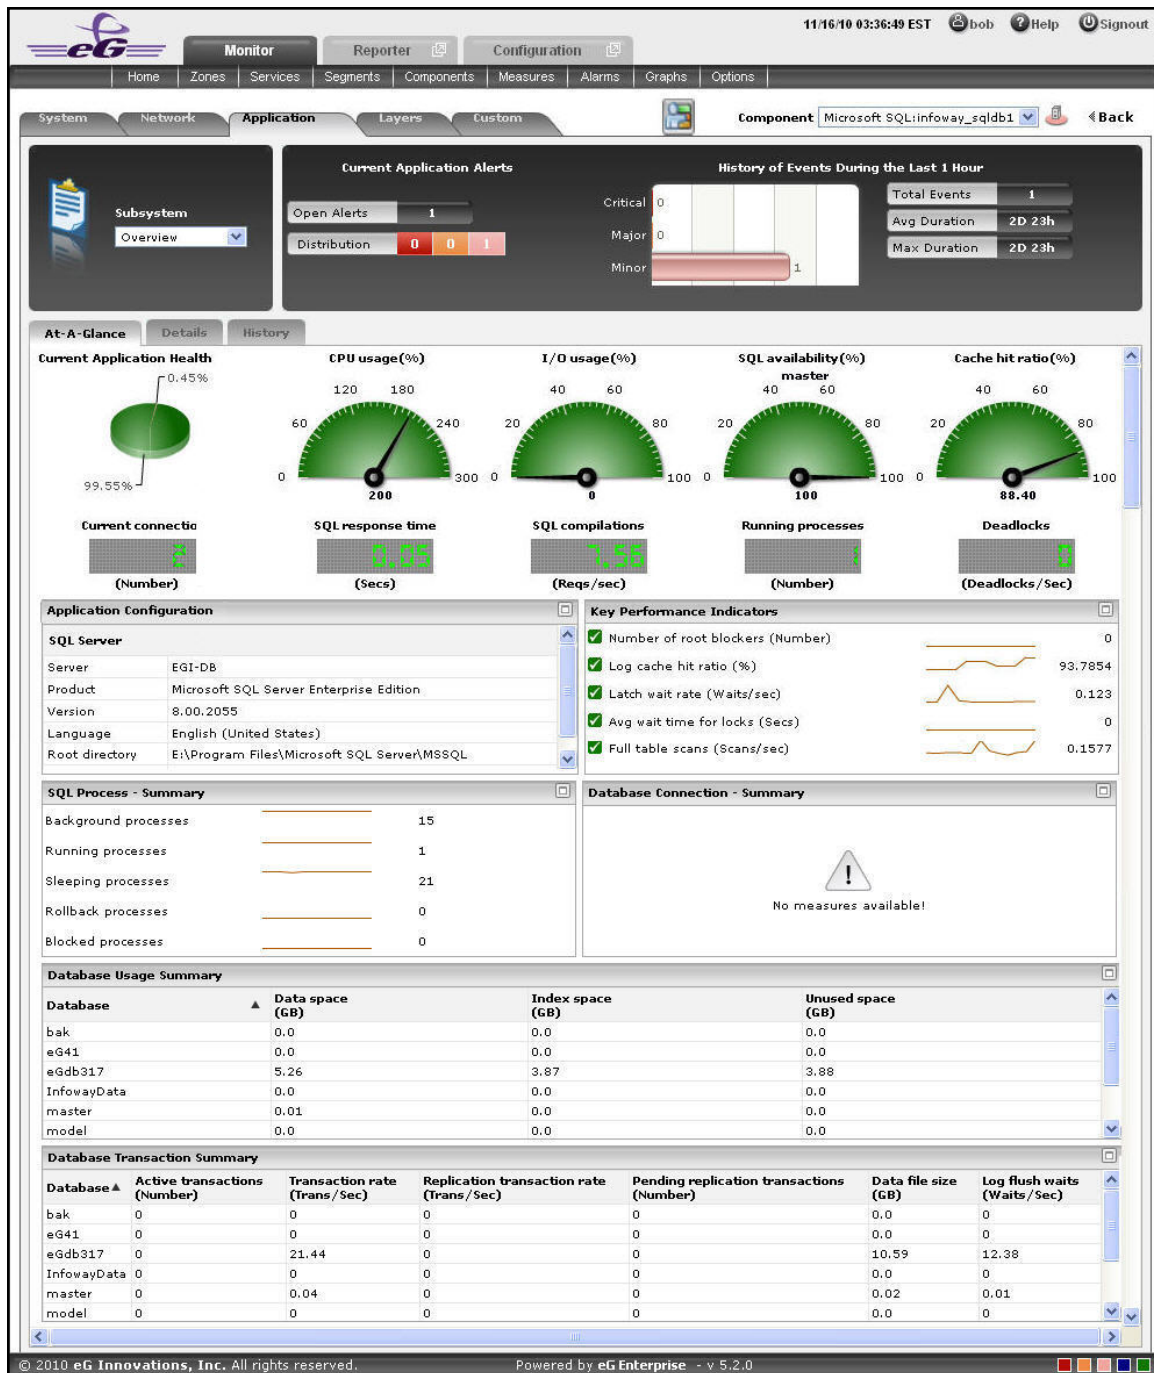 11/16/10 03:36:49 EST bob ? Help Signout
eG
Monitor Reporter Configuration
Home Zones Services Segments Components Measures Alarms Graphs Options
System Network Application Layers Custom Component Microsoft SQL:infoway_sqldb1 Back
Subsystem
Overview
Current Application Alerts
Open Alerts 1
Distribution 0 0 1
History of Events During the Last 1 Hour
Critical 0
Major 0
Minor 1
Total Events 1
Avg Duration 2D 23h
Max Duration 2D 23h
At-A-Glance Details History
Current Application Health
0.45%
99.55%
CPU usage(%)
0 60 120 180 240 300
200
I/O usage(%)
0 20 40 60 80 100
0
SQL availability(%)
master
0 20 40 60 80 100
100
Cache hit ratio(%)
0 20 40 60 80 100
88.40
Current connectio
2
(Number)
SQL response time
0.05
(Secs)
SQL compilations
7.56
(Reqs/sec)
Running processes
1
(Number)
Deadlocks
0
(Deadlocks/Sec)
Application Configuration
SQL Server
Server EGI-DB
Product Microsoft SQL Server Enterprise Edition
Version 8.00.2055
Language English (United States)
Root directory E:\Program Files\Microsoft SQL Server\MSSQL
Key Performance Indicators
Number of root blockers (Number) 0
Log cache hit ratio (%) 93.7854
Latch wait rate (Waits/sec) 0.123
Avg wait time for locks (Secs) 0
Full table scans (Scans/sec) 0.1577
SQL Process - Summary
Background processes 15
Running processes 1
Sleeping processes 21
Rollback processes 0
Blocked processes 0
Database Connection - Summary
!
No measures available!
Database Usage Summary
Database Data space (GB) Index space (GB) Unused space (GB)
bak 0.0 0.0 0.0
eG41 0.0 0.0 0.0
eGdb317 5.26 3.87 3.88
InfowayData 0.0 0.0 0.0
master 0.01 0.0 0.0
model 0.0 0.0 0.0
Database Transaction Summary
Database Active transactions (Number) Transaction rate (Trans/Sec) Replication transaction rate (Trans/Sec) Pending replication transactions (Number) Data file size (GB) Log flush waits (Waits/Sec)
bak 0 0 0 0 0.0 0
eG41 0 0 0 0 0.0 0
eGdb317 0 21.44 0 0 10.59 12.38
InfowayData 0 0 0 0 0.0 0
master 0 0.04 0 0 0.02 0.01
model 0 0 0 0 0.0 0
© 2010 eG Innovations, Inc. All rights reserved. Powered by eG Enterprise - v 5.2.0